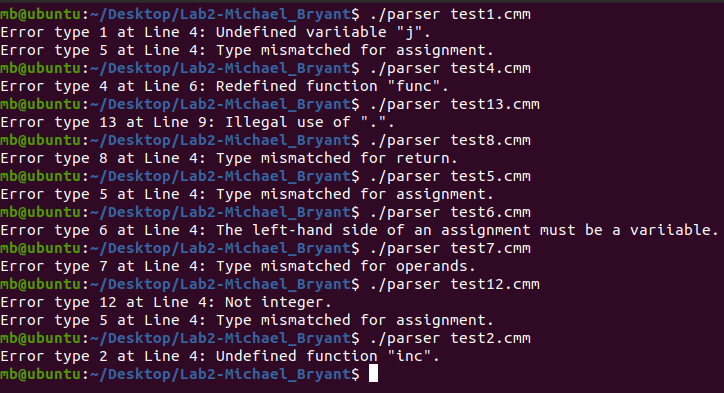 mb@ubuntu:~/Desktop/Lab2-Michael_Bryant$ ./parser test1.cmm
Error type 1 at Line 4: Undefined variiable "j".
Error type 5 at Line 4: Type mismatched for assignment.
mb@ubuntu:~/Desktop/Lab2-Michael_Bryant$ ./parser test4.cmm
Error type 4 at Line 6: Redefined function "func".
mb@ubuntu:~/Desktop/Lab2-Michael_Bryant$ ./parser test13.cmm
Error type 13 at Line 9: Illegal use of ".".
mb@ubuntu:~/Desktop/Lab2-Michael_Bryant$ ./parser test8.cmm
Error type 8 at Line 4: Type mismatched for return.
mb@ubuntu:~/Desktop/Lab2-Michael_Bryant$ ./parser test5.cmm
Error type 5 at Line 4: Type mismatched for assignment.
mb@ubuntu:~/Desktop/Lab2-Michael_Bryant$ ./parser test6.cmm
Error type 6 at Line 4: The left-hand side of an assignment must be a variiable.
mb@ubuntu:~/Desktop/Lab2-Michael_Bryant$ ./parser test7.cmm
Error type 7 at Line 4: Type mismatched for operands.
mb@ubuntu:~/Desktop/Lab2-Michael_Bryant$ ./parser test12.cmm
Error type 12 at Line 4: Not integer.
Error type 5 at Line 4: Type mismatched for assignment.
mb@ubuntu:~/Desktop/Lab2-Michael_Bryant$ ./parser test2.cmm
Error type 2 at Line 4: Undefined function "inc".
mb@ubuntu:~/Desktop/Lab2-Michael_Bryant$